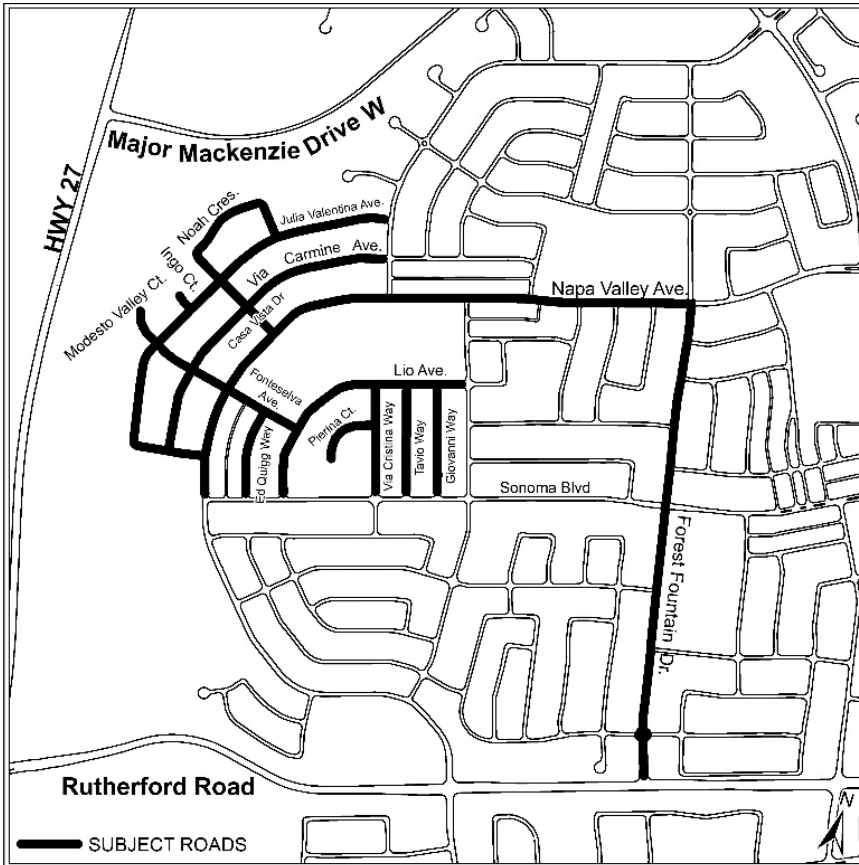 Major Mackenzie Drive W
HWY 27
Noah Cres.
Julia Valentina Ave.
Ingo Ct.
Via Carmine Ave.
Modesto Valley Ct.
Casa Vista Dr
Napa Valley Ave.
Fonteselva
Ave.
Lio Ave.
Pierina Ct.
Ed Quigg Way
Via Cristina Way
Tavio Way
Giovanni Way
Sonoma Blvd
Forest Fountain Dr.
Rutherford Road
N
SUBJECT ROADS